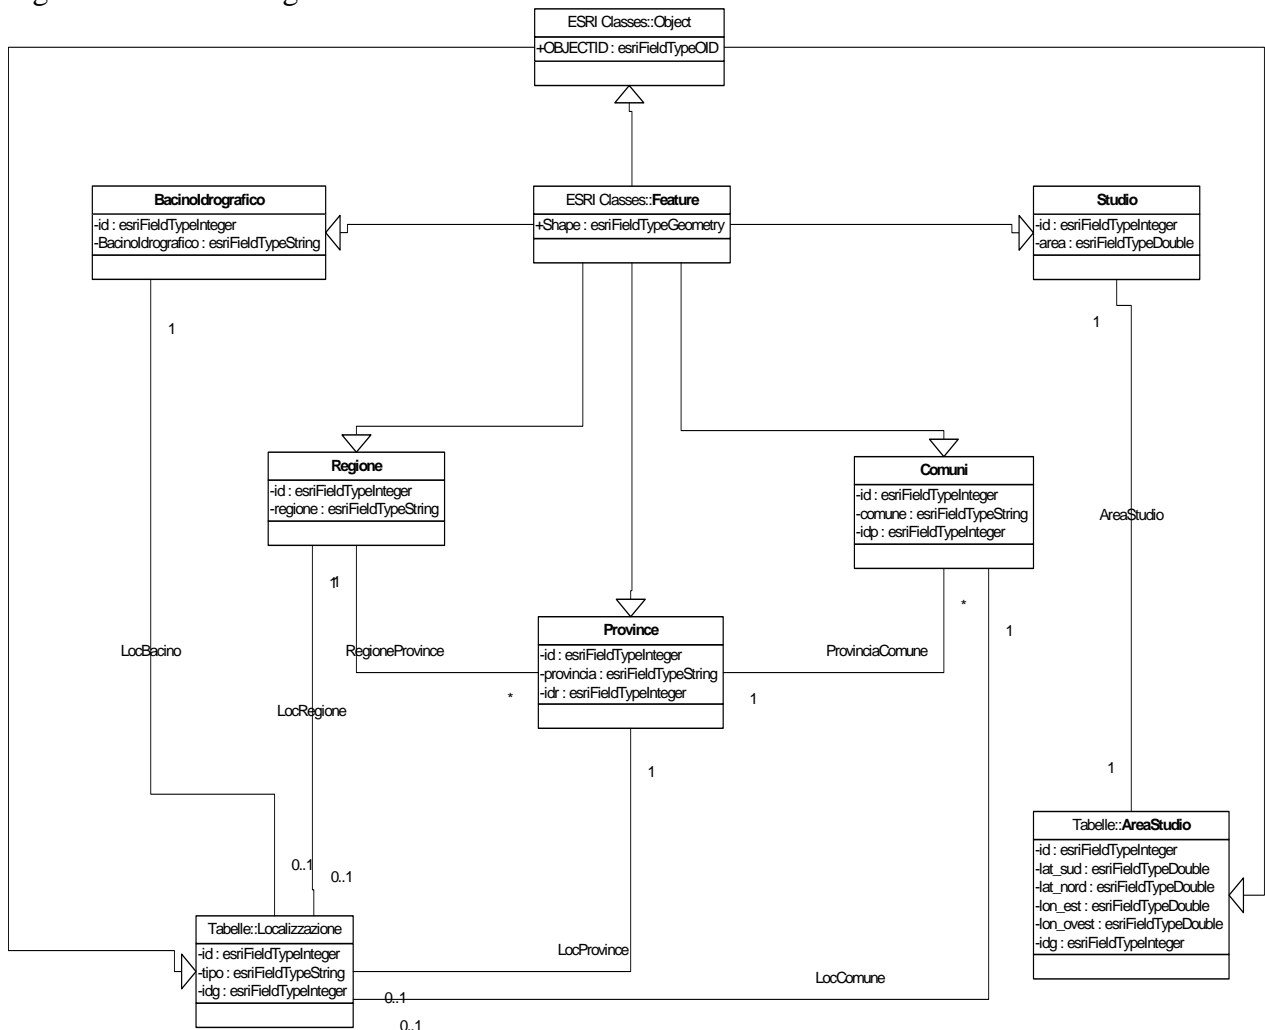 ESRI Classes::Object
+OBJECTID : esriFieldTypeOID
BacinoIdrografico
-id : esriFieldTypeInteger
-BacinoIdrografico : esriFieldTypeString
ESRI Classes::Feature
+Shape : esriFieldTypeGeometry
Studio
-id : esriFieldTypeInteger
-area : esriFieldTypeDouble
1
1
Regione
-id : esriFieldTypeInteger
-regione : esriFieldTypeString
Comuni
-id : esriFieldTypeInteger
-comune : esriFieldTypeString
-idp : esriFieldTypeInteger
AreaStudio
1
1
*
1
Province
-id : esriFieldTypeInteger
-provincia : esriFieldTypeString
-idr : esriFieldTypeInteger
LocBacino
RegioneProvince
ProvinciaComune
*
1
LocRegione
1
1
Tabelle::AreaStudio
-id : esriFieldTypeInteger
-lat_sud : esriFieldTypeDouble
-lat_nord : esriFieldTypeDouble
-lon_est : esriFieldTypeDouble
-lon_ovest : esriFieldTypeDouble
-idg : esriFieldTypeInteger
0..1
0..1
Tabelle::Localizzazione
-id : esriFieldTypeInteger
-tipo : esriFieldTypeString
-idg : esriFieldTypeInteger
LocProvince
LocComune
0..1
0..1